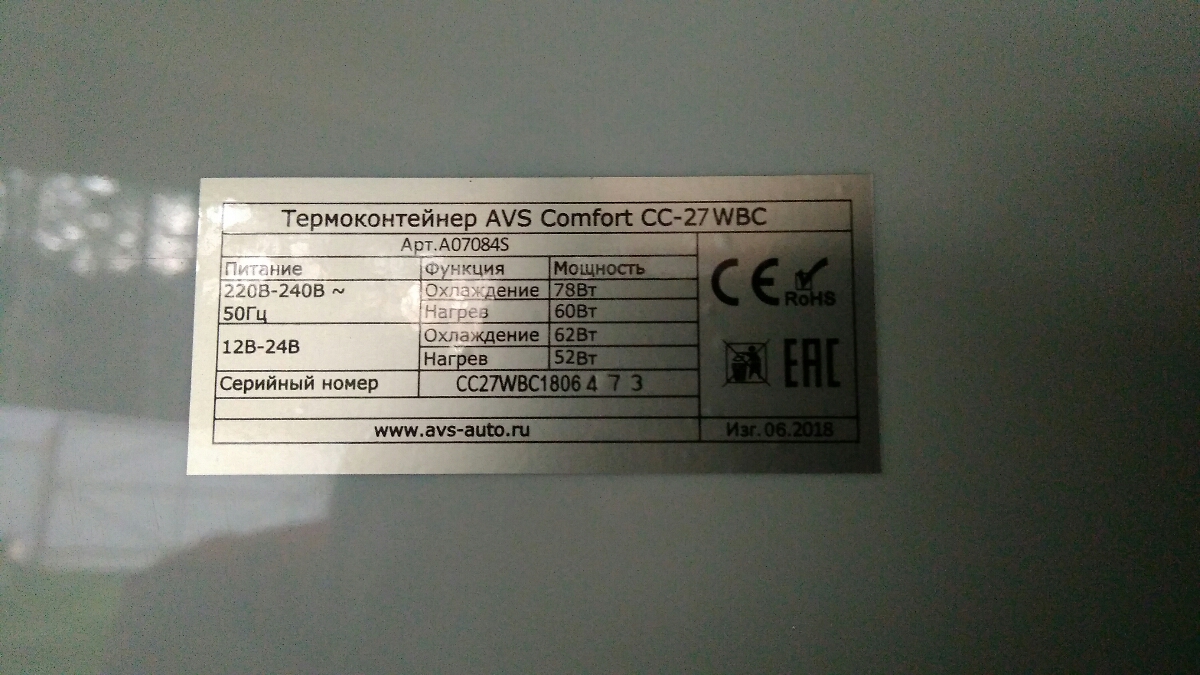 Термоконтейнер AVS Comfort CC-27WBC
Арт.A07084S
Питание Функция Мощность
220В-240В ~ 50Гц Охлаждение 78Вт
Нагрев 60Вт
12В-24В Охлаждение 62Вт
Нагрев 52Вт
Серийный номер CC27WBC1806 4 7 3
www.avs-auto.ru
CE RoHS
EAC
Изг. 06.2018